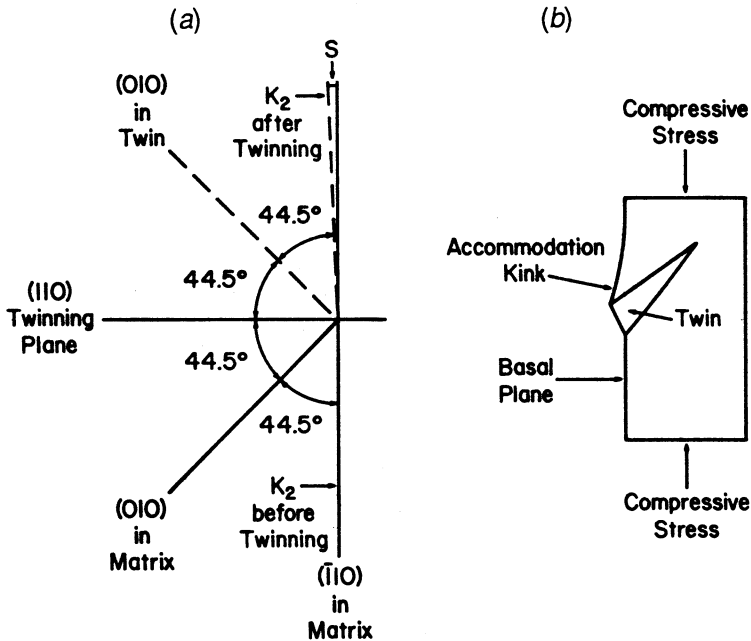 (a)
S
(010)
in
Twin
K₂
after
Twinning
44.5°
44.5°
(110)
Twinning
Plane
44.5°
44.5°
(010)
in
Matrix
K₂
before
Twinning
(1̄10)
in
Matrix
(b)
Compressive
Stress
Accommodation
Kink
Twin
Basal
Plane
Compressive
Stress